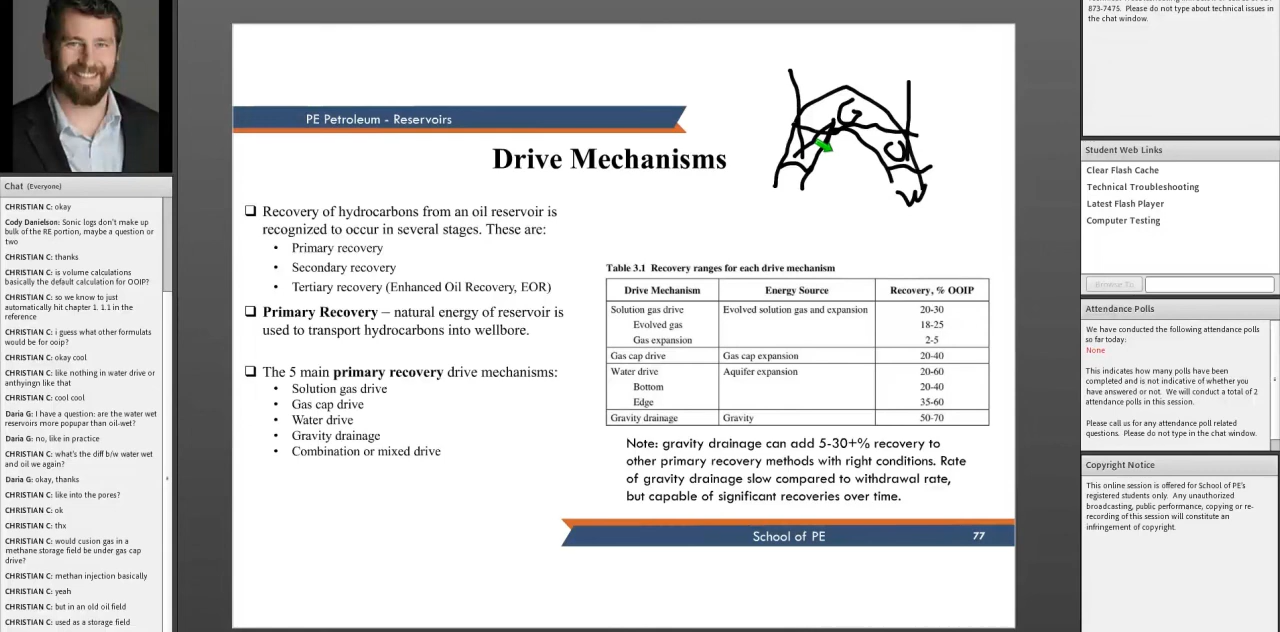 Chat (Everyone)
CHRISTIAN C: okay
Cody Danielson: Sonic logs don't make up
bulk of the RE portion, maybe a question or
two
CHRISTIAN C: thanks
CHRISTIAN C: is volume calculations
basically the default calculation for OOIP?
CHRISTIAN C: so we know to just
automatically hit chapter 1. 1.1 in the
reference
CHRISTIAN C: i guess what other formulats
would be for ooip?
CHRISTIAN C: okay cool
CHRISTIAN C: like nothing in water drive or
anthyingn like that
CHRISTIAN C: cool cool
Daria G: I have a question: are the water wet
reservoirs more popupar than oil-wet?
Daria G: no, like in practice
CHRISTIAN C: what's the diff b/w water wet
and oil we again?
Daria G: okay, thanks
CHRISTIAN C: like into the pores?
CHRISTIAN C: ok
CHRISTIAN C: thx
CHRISTIAN C: would cusion gas in a
methane storage field be under gas cap
drive?
CHRISTIAN C: methan injection basically
CHRISTIAN C: yeah
CHRISTIAN C: but in an old oil field
CHRISTIAN C: used as a storage field
PE Petroleum - Reservoirs
G
O
W
Drive Mechanisms
Recovery of hydrocarbons from an oil reservoir is
recognized to occur in several stages. These are:
• Primary recovery
• Secondary recovery
• Tertiary recovery (Enhanced Oil Recovery, EOR)
Primary Recovery – natural energy of reservoir is
used to transport hydrocarbons into wellbore.
The 5 main primary recovery drive mechanisms:
• Solution gas drive
• Gas cap drive
• Water drive
• Gravity drainage
• Combination or mixed drive
Table 3.1 Recovery ranges for each drive mechanism
Drive Mechanism Energy Source Recovery, % OOIP
Solution gas drive Evolved solution gas and expansion 20-30
Evolved gas 18-25
Gas expansion 2-5
Gas cap drive Gas cap expansion 20-40
Water drive Aquifer expansion 20-60
Bottom 20-40
Edge 35-60
Gravity drainage Gravity 50-70
Note: gravity drainage can add 5-30+% recovery to
other primary recovery methods with right conditions. Rate
of gravity drainage slow compared to withdrawal rate,
but capable of significant recoveries over time.
School of PE 77
873-7475. Please do not type about technical issues in
the chat window.
Student Web Links
Clear Flash Cache
Technical Troubleshooting
Latest Flash Player
Computer Testing
Browse To
Attendance Polls
We have conducted the following attendance polls
so far today:
None
This indicates how many polls have been
completed and is not indicative of whether you
have answered or not. We will conduct a total of 2
attendance polls in this session.
Please call us for any attendance poll related
questions. Please do not type in the chat window.
Copyright Notice
This online session is offered for School of PE's
registered students only. Any unauthorized
broadcasting, public performance, copying or re-
recording of this session will constitute an
infringement of copyright.